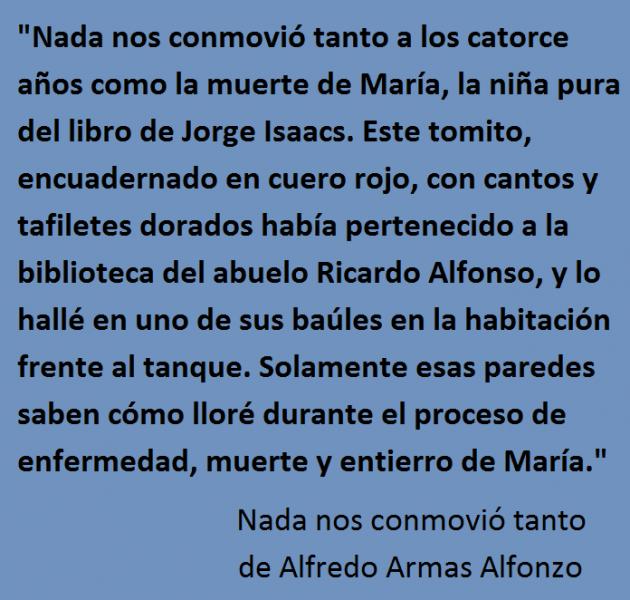 "Nada nos conmovió tanto a los catorce
años como la muerte de María, la niña pura
del libro de Jorge Isaacs. Este tomito,
encuadernado en cuero rojo, con cantos y
tafiletes dorados había pertenecido a la
biblioteca del abuelo Ricardo Alfonso, y lo
hallé en uno de sus baúles en la habitación
frente al tanque. Solamente esas paredes
saben cómo lloré durante el proceso de
enfermedad, muerte y entierro de María."
Nada nos conmovió tanto
de Alfredo Armas Alfonzo